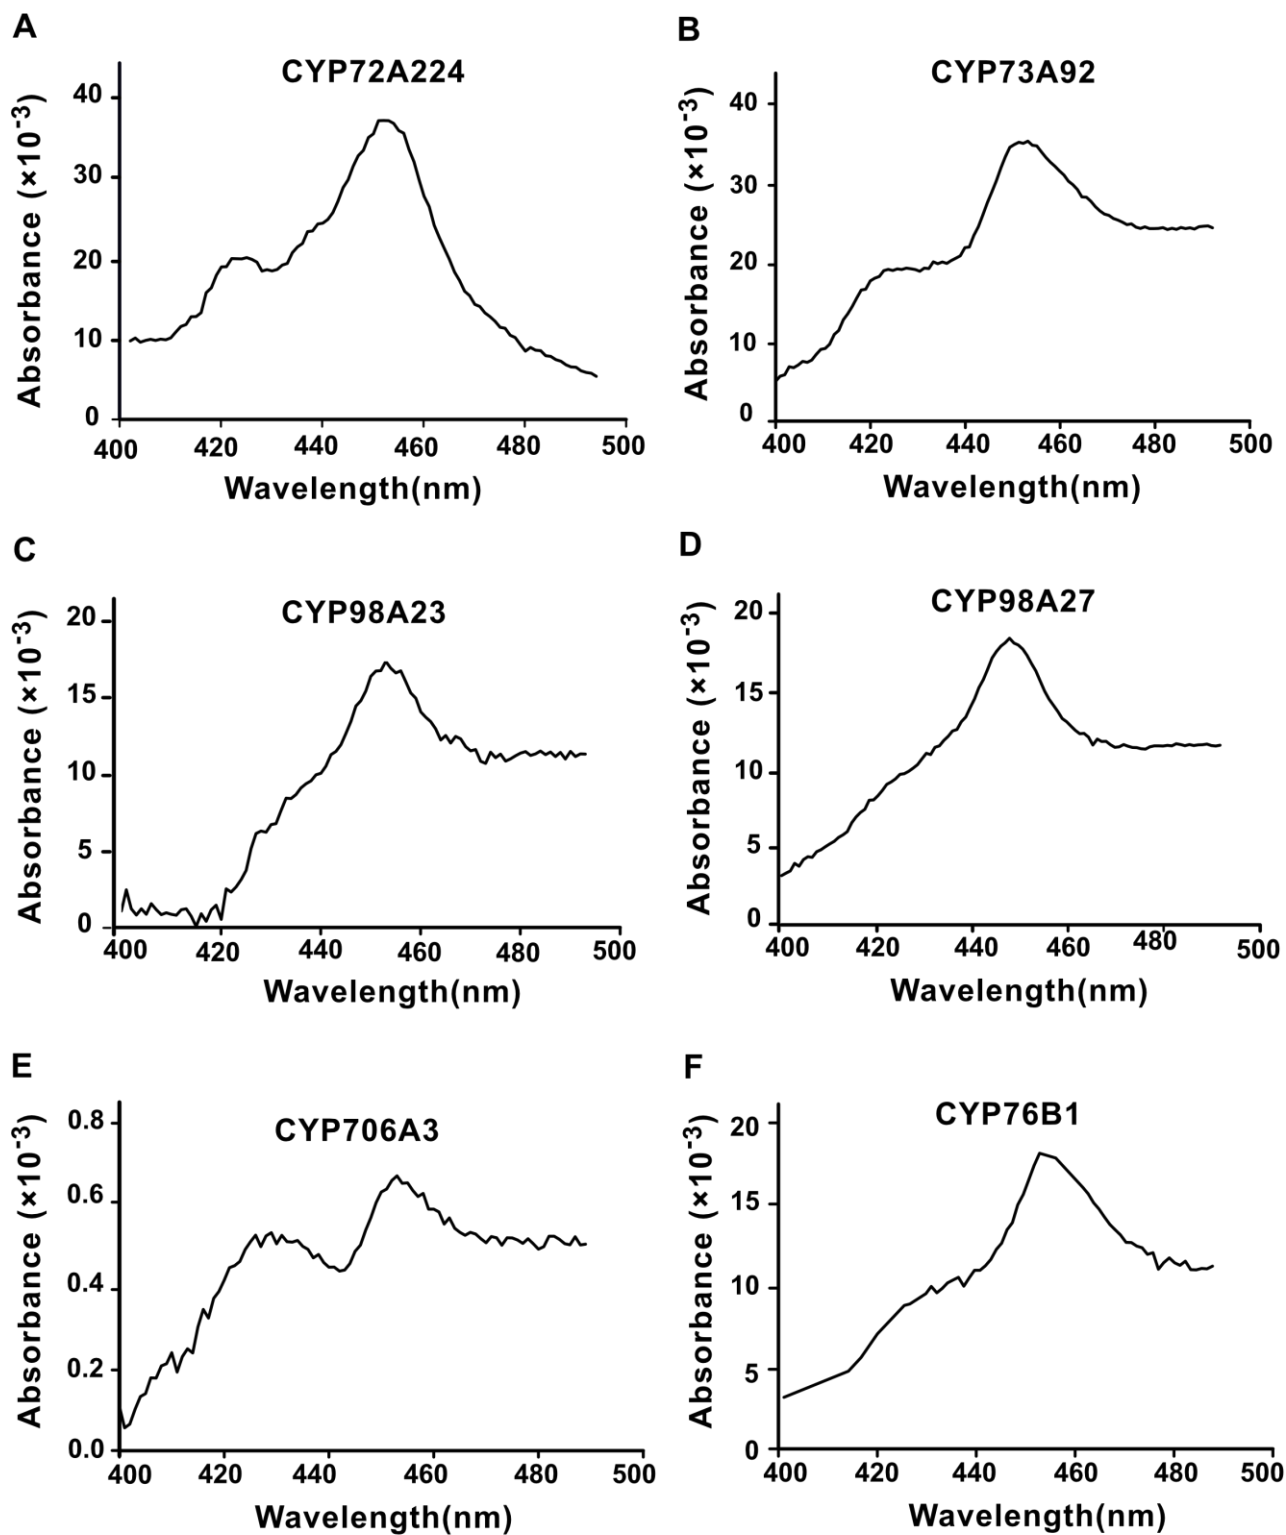 A
CYP72A224
Absorbance (×10-3)
40
30
20
10
0
400 420 440 460 480 500
Wavelength(nm)
B
CYP73A92
Absorbance (×10-3)
40
30
20
10
0
400 420 440 460 480 500
Wavelength(nm)
C
CYP98A23
Absorbance (×10-3)
20
15
10
5
0
400 420 440 460 480 500
Wavelength(nm)
D
CYP98A27
Absorbance (×10-3)
20
15
10
5
0
400 420 440 460 480 500
Wavelength(nm)
E
CYP706A3
Absorbance (×10-3)
0.8
0.6
0.4
0.2
0.0
400 420 440 460 480 500
Wavelength(nm)
F
CYP76B1
Absorbance (×10-3)
20
15
10
5
0
400 420 440 460 480 500
Wavelength(nm)